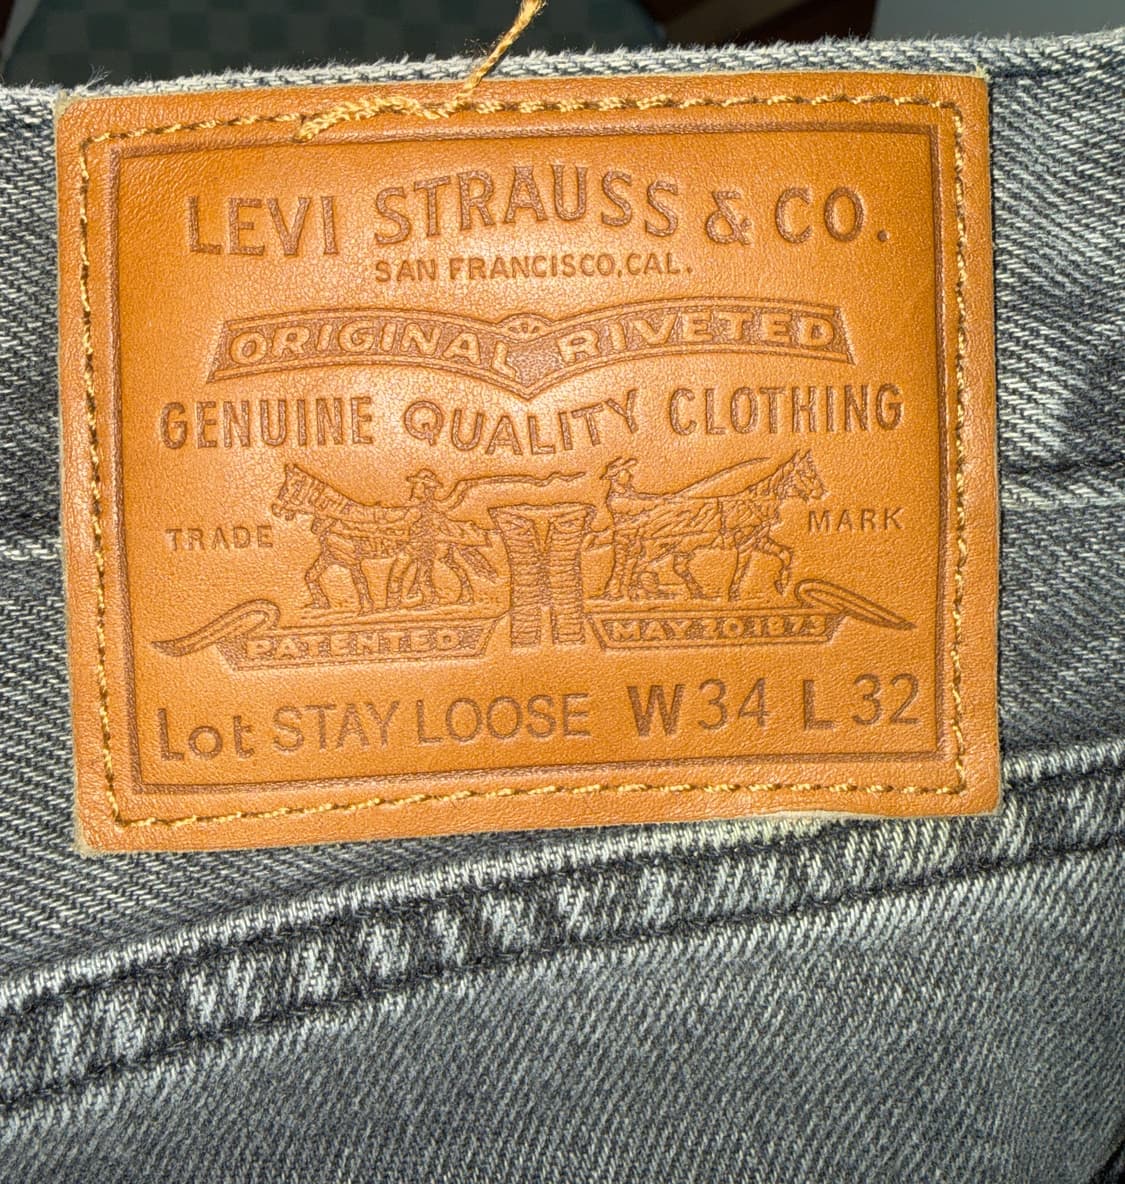 LEVI STRAUSS & CO.
SAN FRANCISCO, CAL.
ORIGINAL RIVETED
GENUINE QUALITY CLOTHING
TRADE MARK
PATENTED MAY 20 1873
Lot STAY LOOSE W 34 L 32